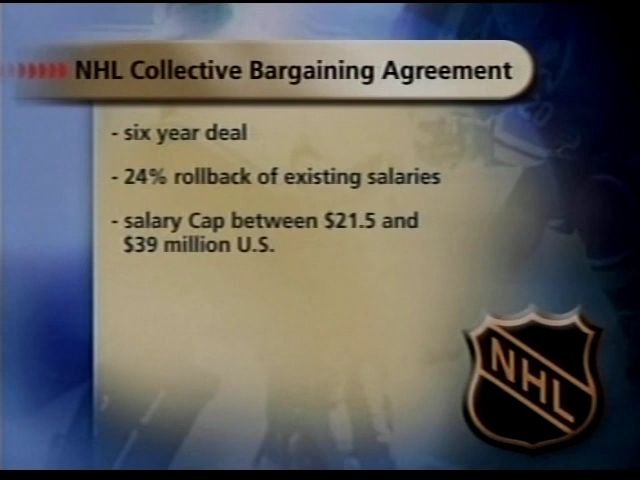 NHL Collective Bargaining Agreement
- six year deal
- 24% rollback of existing salaries
- salary Cap between $21.5 and
$39 million U.S.
NHL